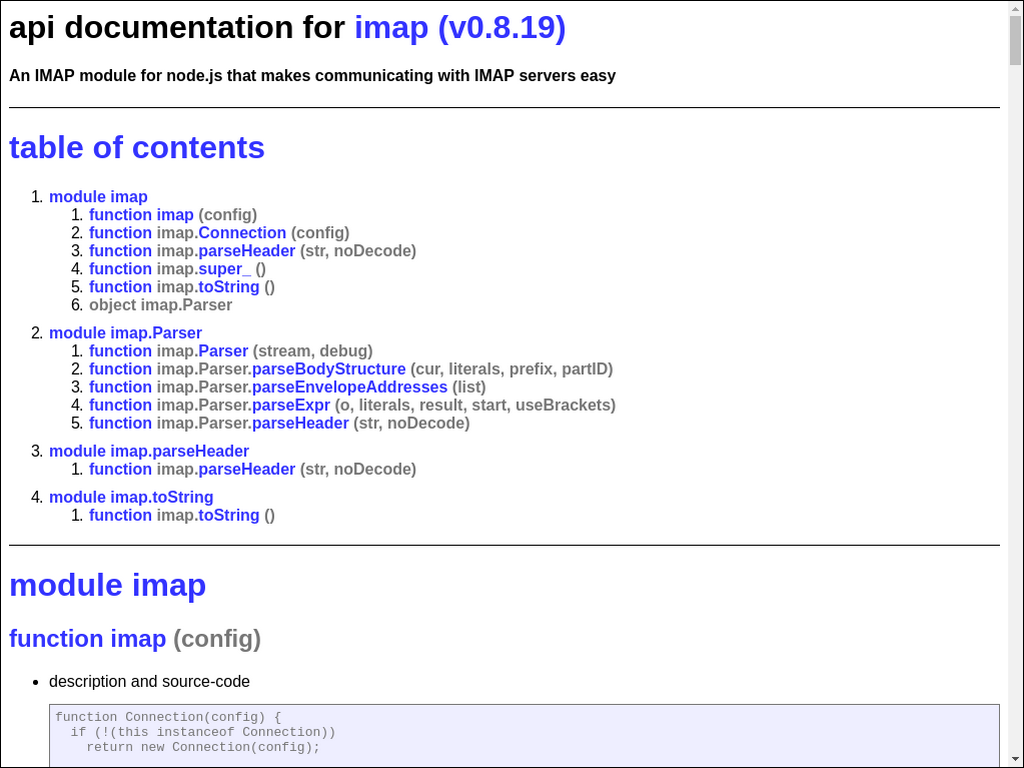 api documentation for imap (v0.8.19)
An IMAP module for node.js that makes communicating with IMAP servers easy
table of contents
1. module imap
1. function imap (config)
2. function imap.Connection (config)
3. function imap.parseHeader (str, noDecode)
4. function imap.super_ ()
5. function imap.toString ()
6. object imap.Parser
2. module imap.Parser
1. function imap.Parser (stream, debug)
2. function imap.Parser.parseBodyStructure (cur, literals, prefix, partID)
3. function imap.Parser.parseEnvelopeAddresses (list)
4. function imap.Parser.parseExpr (o, literals, result, start, useBrackets)
5. function imap.Parser.parseHeader (str, noDecode)
3. module imap.parseHeader
1. function imap.parseHeader (str, noDecode)
4. module imap.toString
1. function imap.toString ()
module imap
function imap (config)
• description and source-code
function Connection(config) {
if (!(this instanceof Connection))
return new Connection(config);